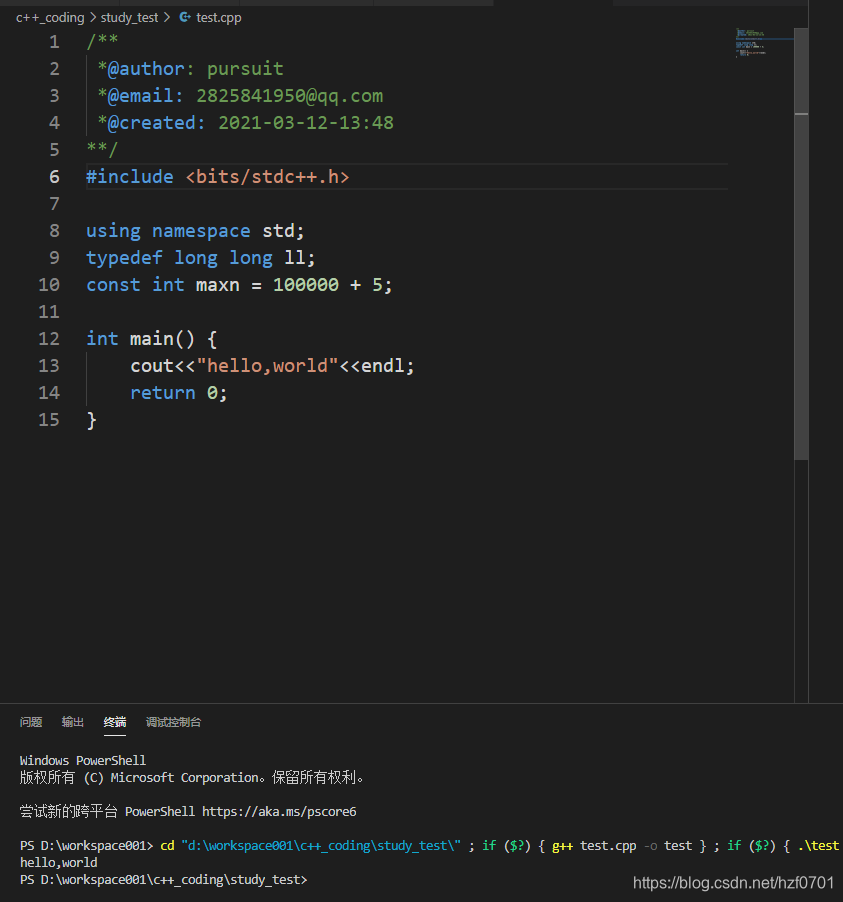 c++_coding > study_test > test.cpp
1 /**
2 *@author: pursuit
3 *@email: 2825841950@qq.com
4 *@created: 2021-03-12-13:48
5 **/
6 #include <bits/stdc++.h>
7
8 using namespace std;
9 typedef long long ll;
10 const int maxn = 100000 + 5;
11
12 int main() {
13 cout<<"hello,world"<<endl;
14 return 0;
15 }
问题 输出 终端 调试控制台
Windows PowerShell
版权所有 (C) Microsoft Corporation。保留所有权利。
尝试新的跨平台 PowerShell https://aka.ms/pscore6
PS D:\workspace001> cd "d:\workspace001\c++_coding\study_test\" ; if ($?) { g++ test.cpp -o test } ; if ($?) { .\test
hello,world
PS D:\workspace001\c++_coding\study_test>
https://blog.csdn.net/hzf0701